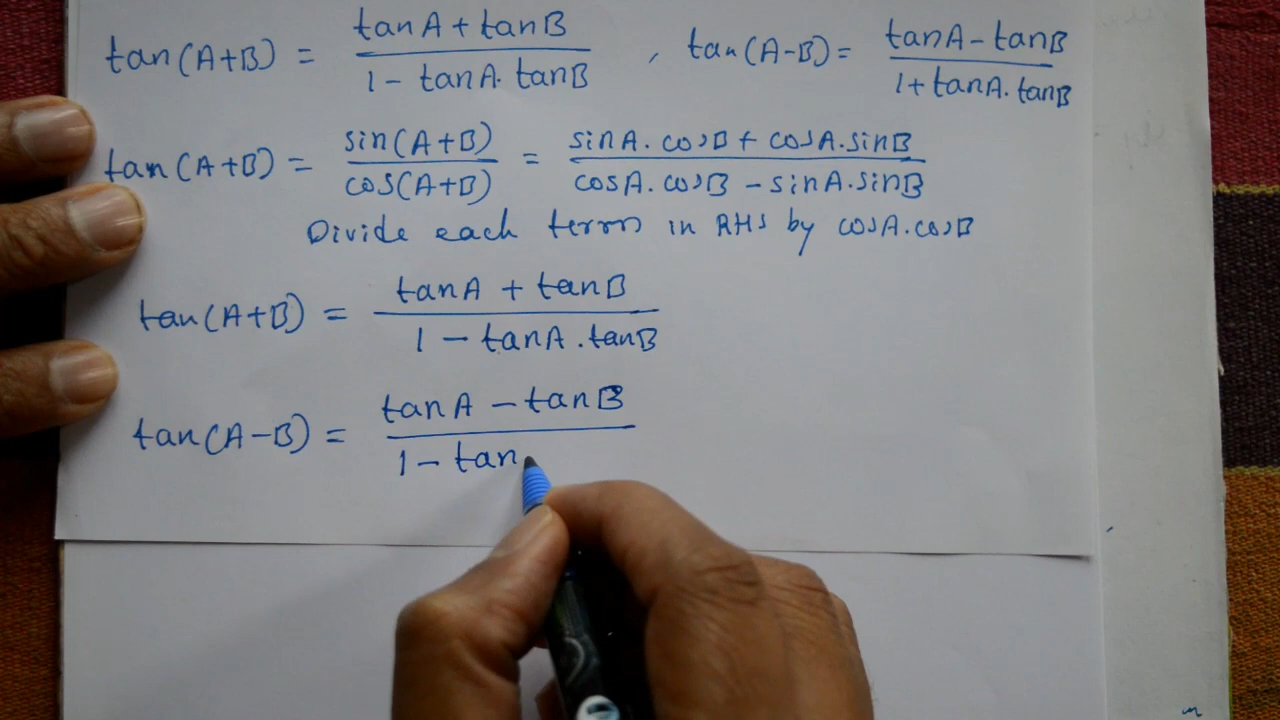 tan(A+B) = tanA + tanB / 1 - tanA. tanB , tan(A-B) = tanA - tanB / 1 + tanA. tanB
tan(A+B) = sin(A+B) / cos(A+B) = sinA. cosB + cosA. sinB / cosA. cosB - sinA. sinB
Divide each term in RHS by cosA. cosB
tan(A+B) = tanA + tanB / 1 - tanA . tanB
tan(A-B) = tanA - tanB / 1 - tan